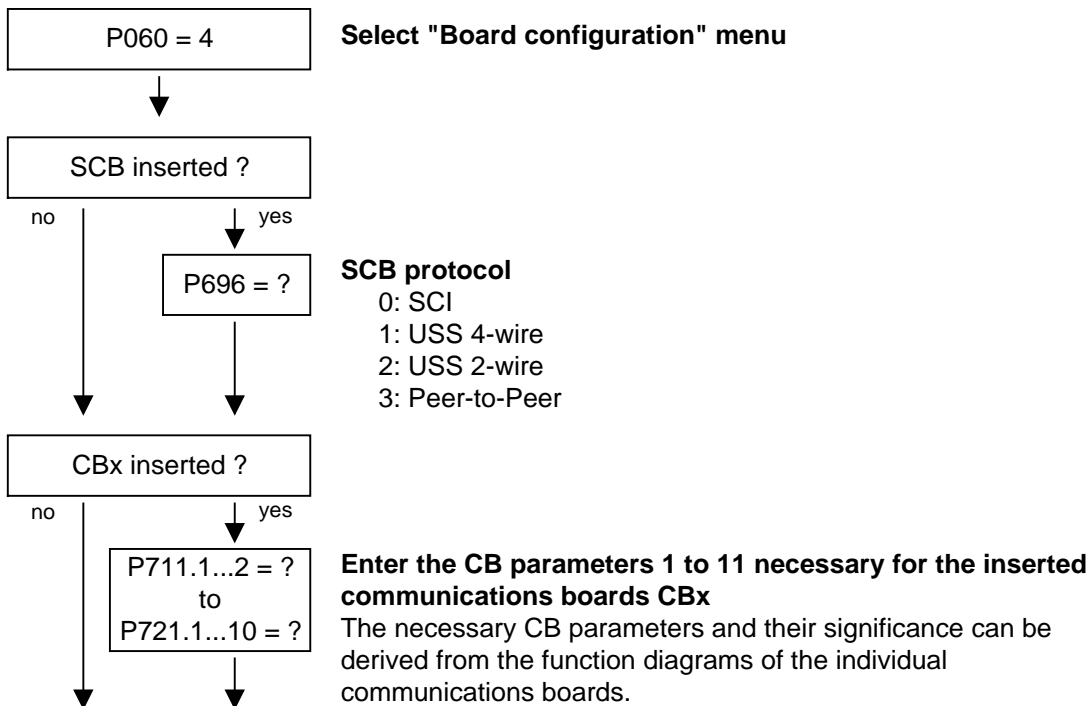 P060 = 4
Select "Board configuration" menu
SCB inserted ?
no
yes
P696 = ?
SCB protocol
0: SCI
1: USS 4-wire
2: USS 2-wire
3: Peer-to-Peer
CBx inserted ?
no
yes
P711.1...2 = ?
to
P721.1...10 = ?
Enter the CB parameters 1 to 11 necessary for the inserted
communications boards CBx
The necessary CB parameters and their significance can be
derived from the function diagrams of the individual
communications boards.